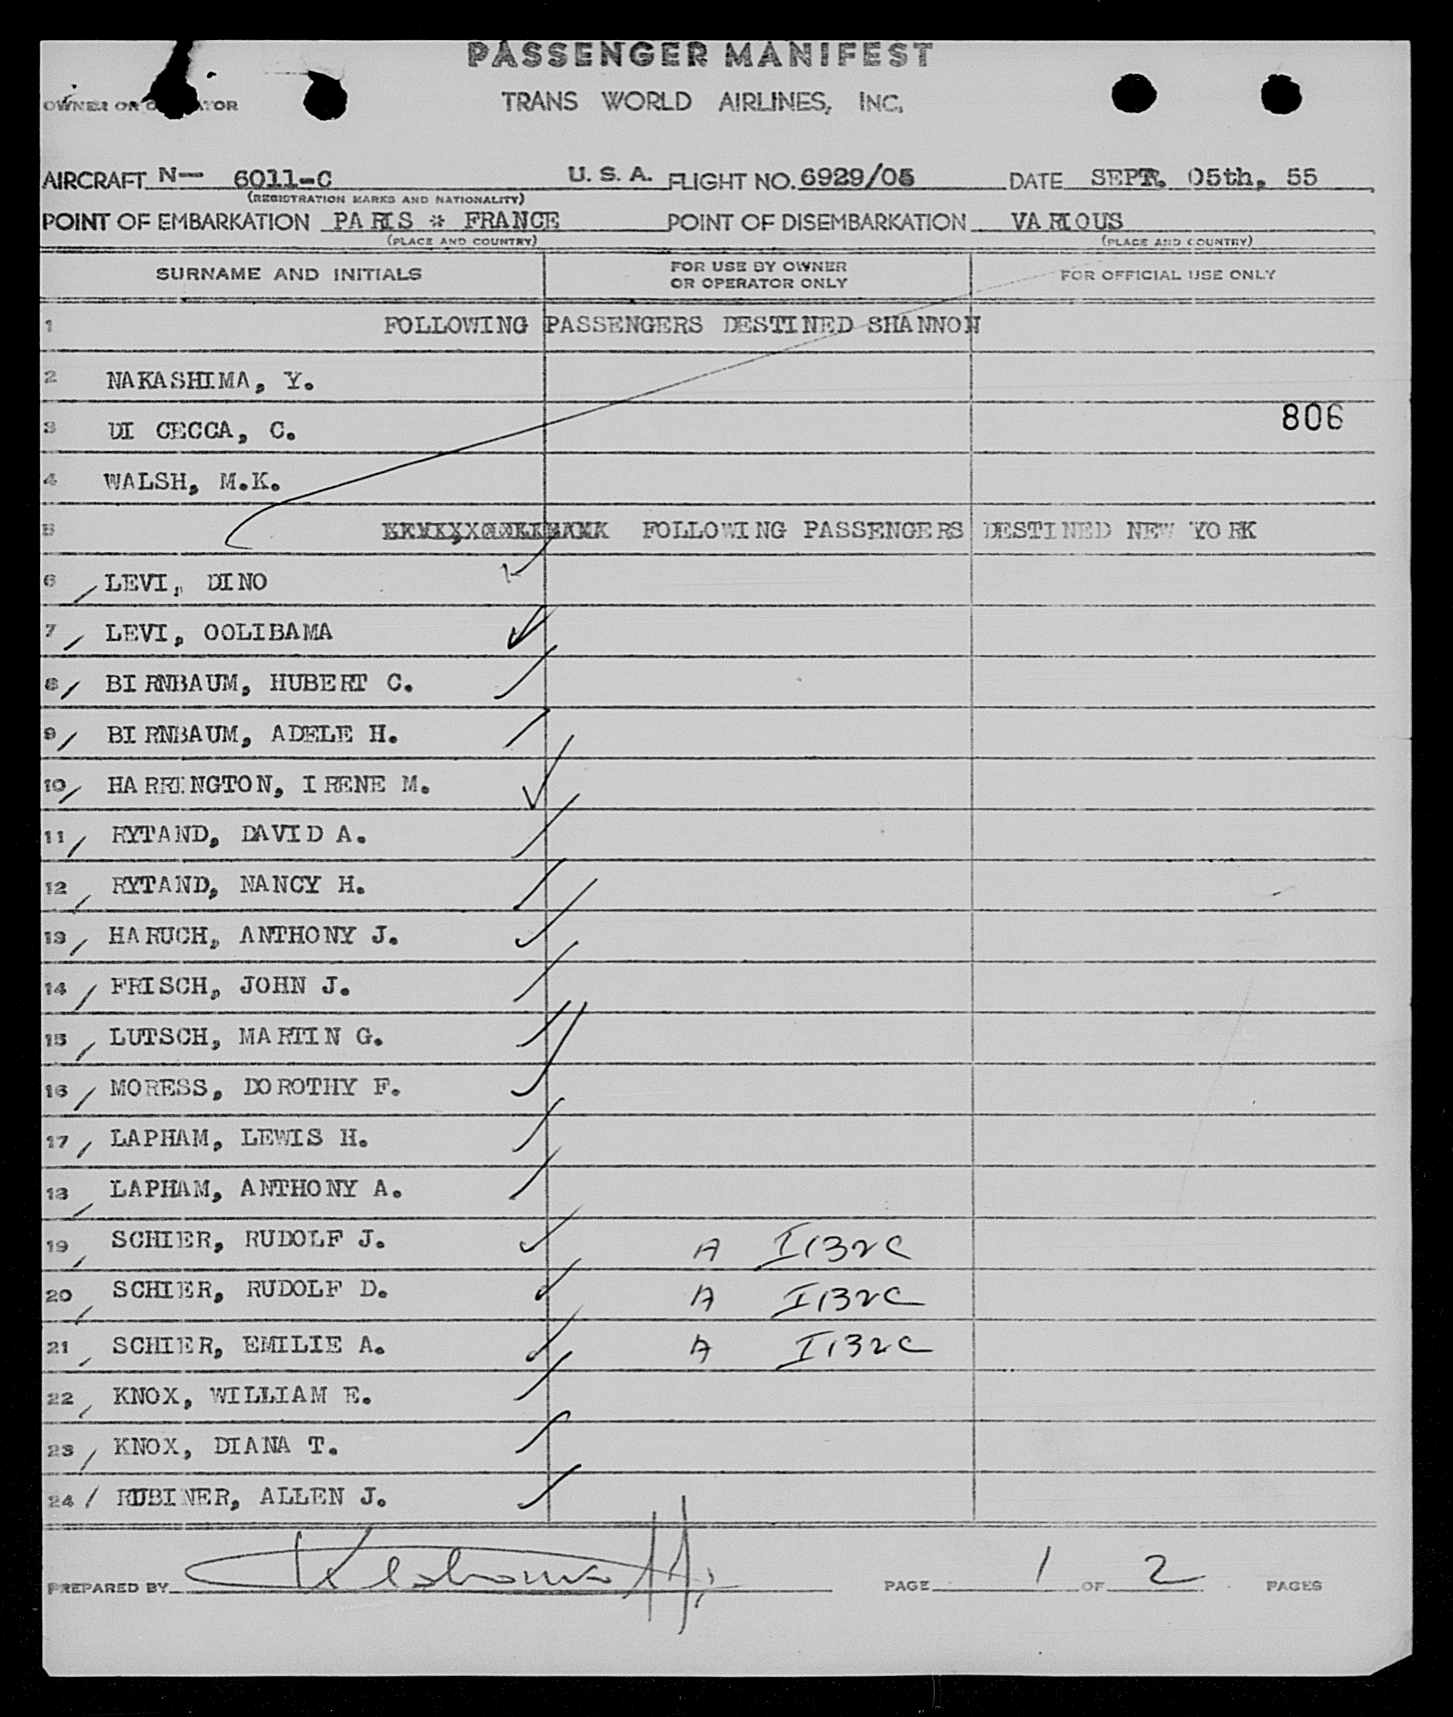 PASSENGER MANIFEST
OWNER OR OPERATOR TRANS WORLD AIRLINES, INC.
AIRCRAFT N— 6011-C U. S. A. FLIGHT NO. 6929/05 DATE SEPT. 05th, 55
(REGISTRATION MARKS AND NATIONALITY)
POINT OF EMBARKATION PARIS * FRANCE POINT OF DISEMBARKATION VARIOUS
(PLACE AND COUNTRY) (PLACE AND COUNTRY)
SURNAME AND INITIALS FOR USE BY OWNER OR OPERATOR ONLY FOR OFFICIAL USE ONLY
1 FOLLOWING PASSENGERS DESTINED SHANNON
2 NAKASHIMA, Y.
3 DI CECCA, C. 806
4 WALSH, M.K.
5 FOLLOWING PASSENGERS DESTINED NEW YORK
6 LEVI, DINO
7 LEVI, OOLIBAMA
8 BIRNBAUM, HUBERT C.
9 BIRNBAUM, ADELE H.
10 HARRINGTON, IRENE M.
11 RYTAND, DAVID A.
12 RYTAND, NANCY H.
13 HARUCH, ANTHONY J.
14 FRISCH, JOHN J.
15 LUTSCH, MARTIN G.
16 MORESS, DOROTHY F.
17 LAPHAM, LEWIS H.
18 LAPHAM, ANTHONY A.
19 SCHIER, RUDOLF J. A I132C
20 SCHIER, RUDOLF D. A I132C
21 SCHIER, EMILIE A. A I132C
22 KNOX, WILLIAM E.
23 KNOX, DIANA T.
24 RUBINER, ALLEN J.
PREPARED BY PAGE 1 OF 2 PAGES